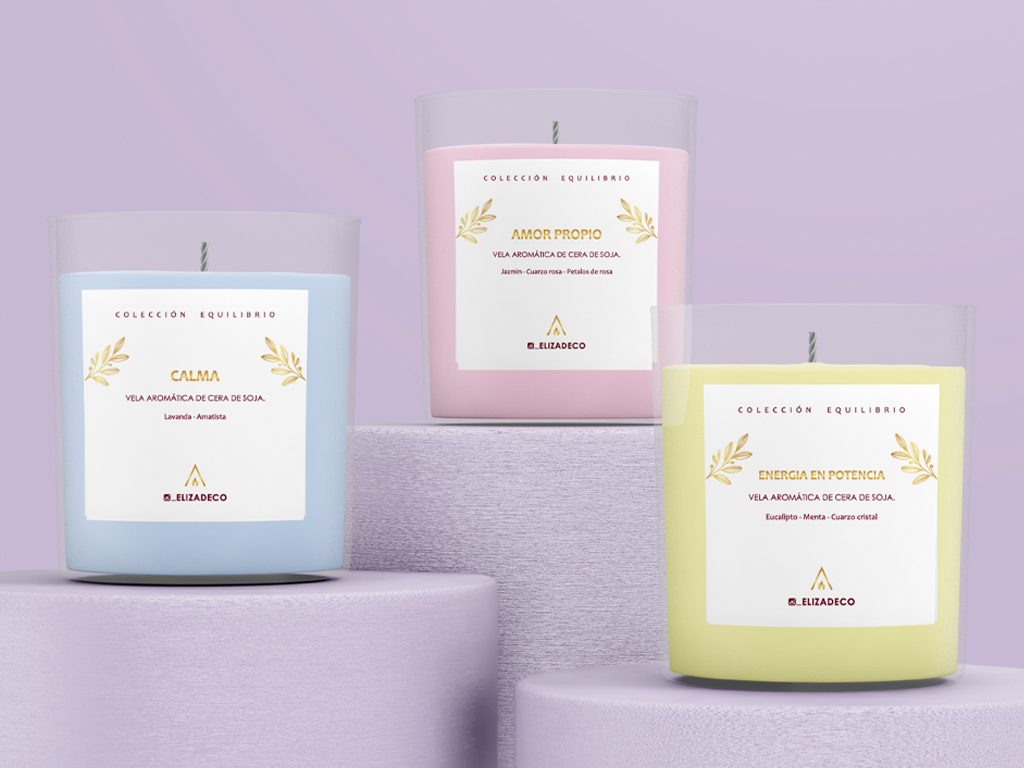 COLECCIÓN EQUILIBRIO
CALMA
VELA AROMÁTICA DE CERA DE SOJA.
Lavanda - Amatista
_ELIZADECO
COLECCIÓN EQUILIBRIO
AMOR PROPIO
VELA AROMÁTICA DE CERA DE SOJA.
Jazmin - Cuarzo rosa - Petalos de rosa
_ELIZADECO
COLECCIÓN EQUILIBRIO
ENERGIA EN POTENCIA
VELA AROMÁTICA DE CERA DE SOJA.
Eucalipto - Menta - Cuarzo cristal
_ELIZADECO